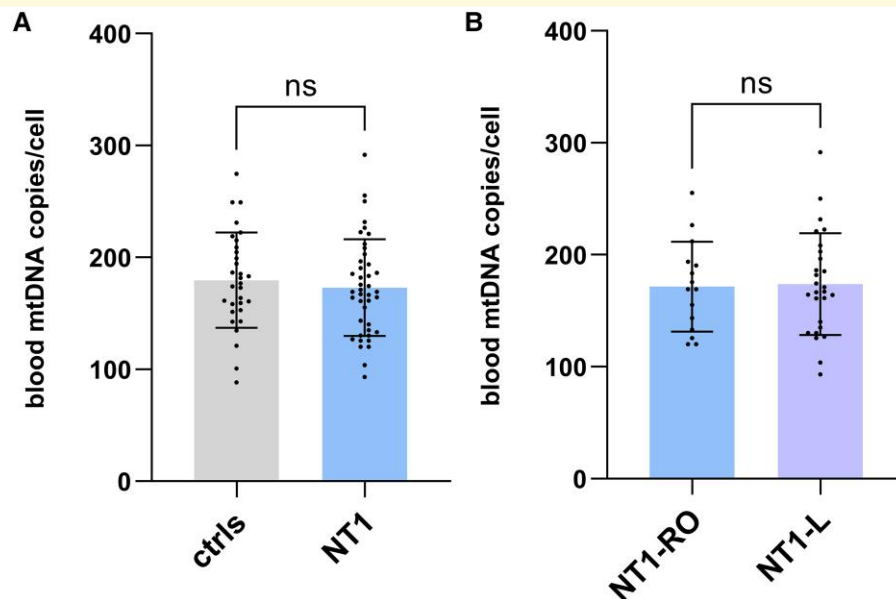 A
blood mtDNA copies/cell
400
300
200
100
0
ns
ctrls
NT1
B
blood mtDNA copies/cell
400
300
200
100
0
ns
NT1-RO
NT1-L